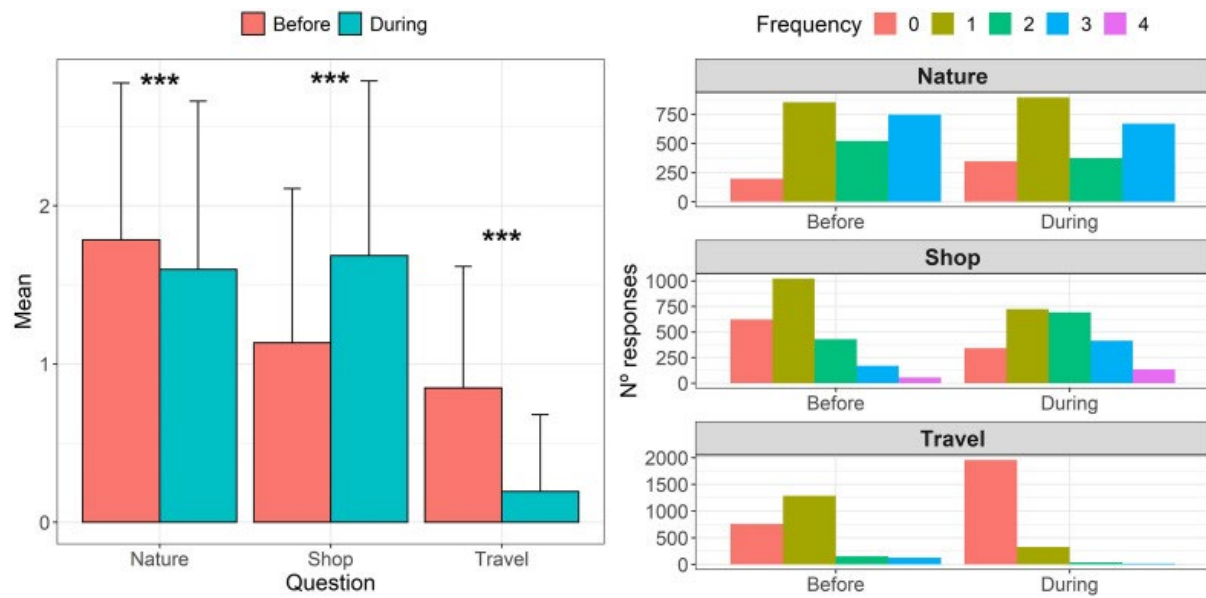 Before During
***
***
***
2
1
0
Mean
Nature Shop Travel
Question
Frequency 0 1 2 3 4
Nature
750
500
250
0
Before During
Shop
1000
750
500
250
0
Before During
Travel
2000
1500
1000
500
0
Before During
Nº responses